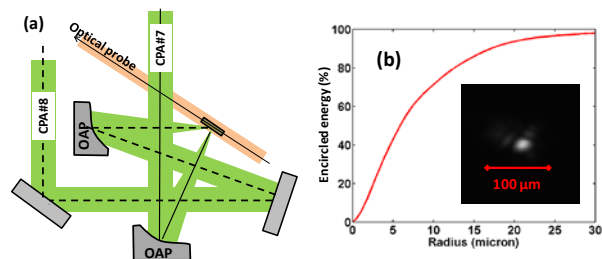 (a)
Optical probe
CPA#7
CPA#8
OAP
OAP
(b)
Encircled energy (%)
100
80
60
40
20
0
0 5 10 15 20 25 30
Radius (micron)
100 µm